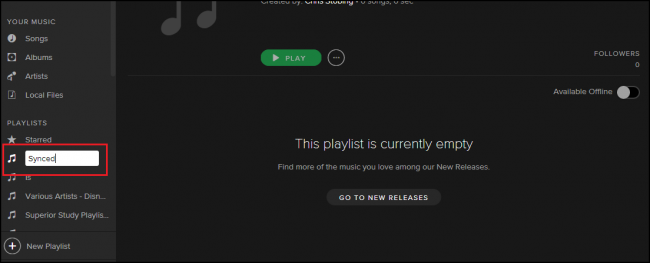 Created by: Chris Stobing • 0 songs, 0 sec
YOUR MUSIC
Songs
Albums
Artists
Local Files
PLAYLISTS
Starred
Synced
is
Various Artists - Disn...
Superior Study Playlis...
New Playlist
PLAY
FOLLOWERS
0
Available Offline
This playlist is currently empty
Find more of the music you love among our New Releases.
GO TO NEW RELEASES